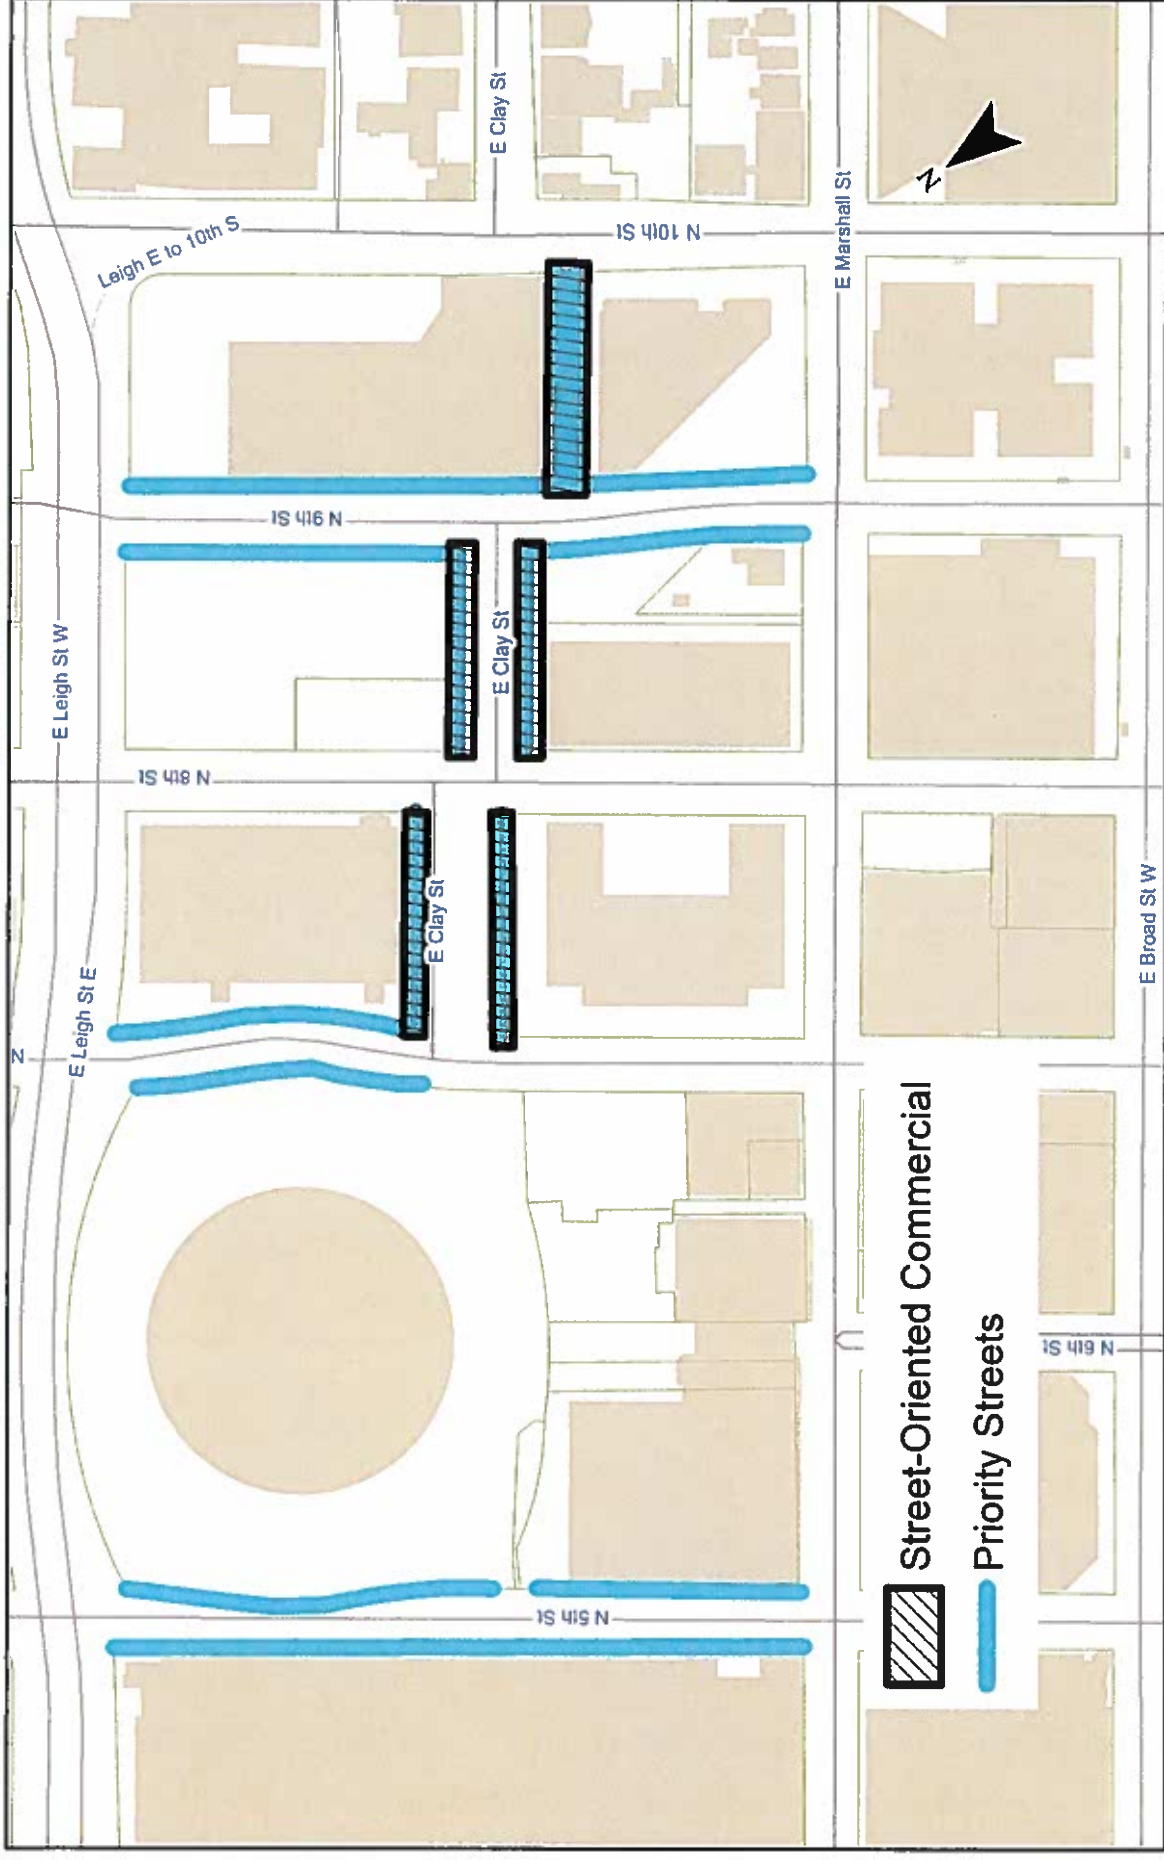 E Clay St
Leigh E to 10th S
N 10th St
E Marshall St
N
N 9th St
E Leigh St W
E Clay St
N 8th St
E Clay St
E Leigh St E
N
E Broad St W
N 6th St
N 5th St
Street-Oriented Commercial
Priority Streets